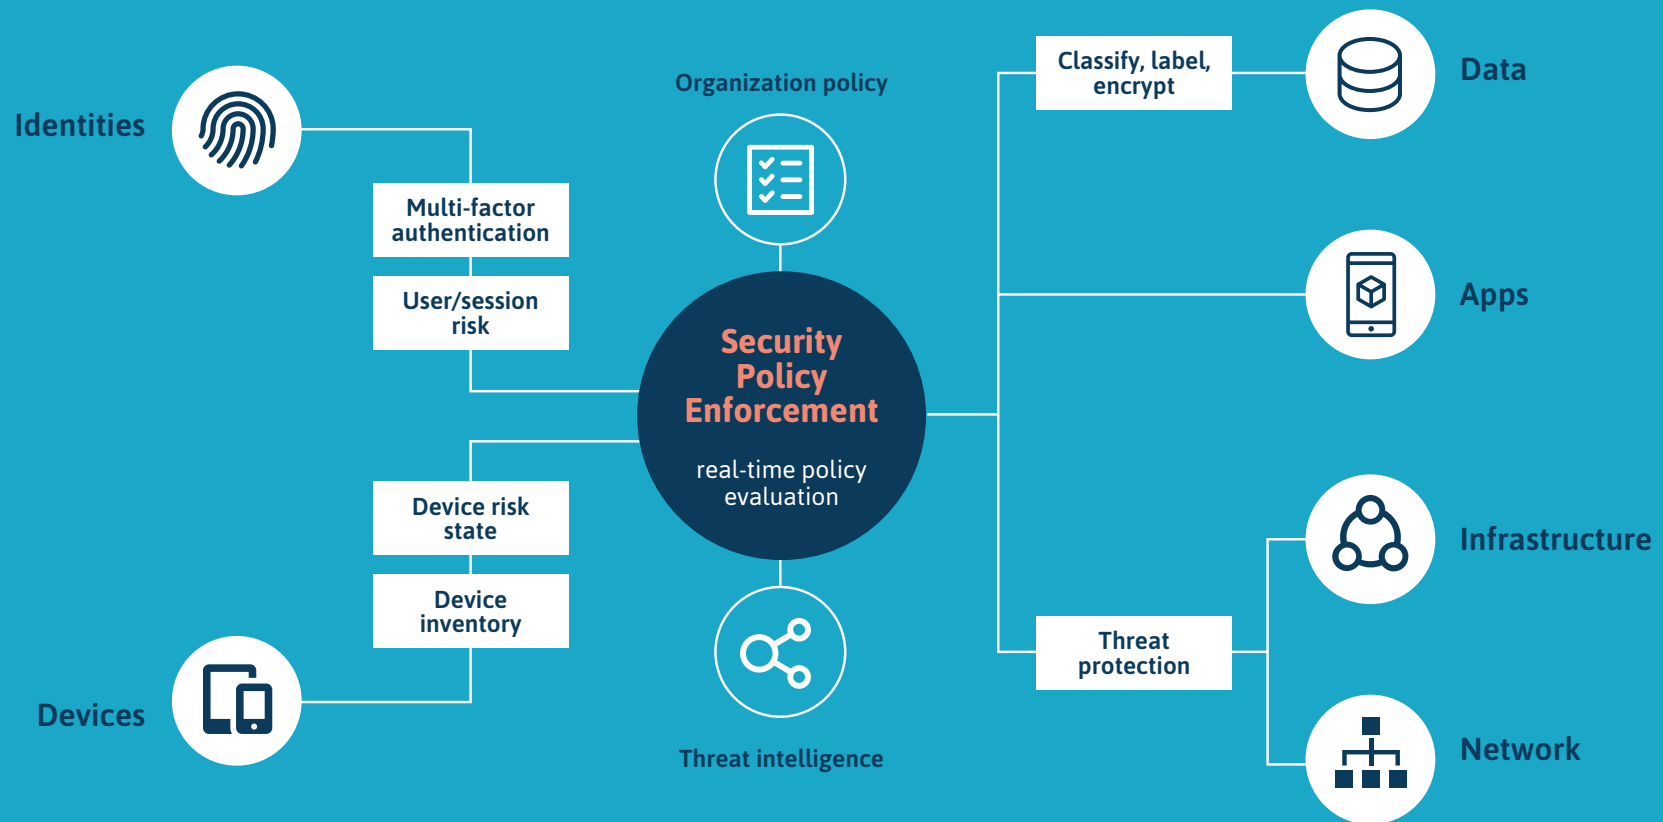 Identities
Multi-factor
authentication
User/session
risk
Device risk
state
Device
inventory
Devices
Organization policy
Security
Policy
Enforcement
real-time policy
evaluation
Threat intelligence
Classify, label,
encrypt
Data
Apps
Threat
protection
Infrastructure
Network